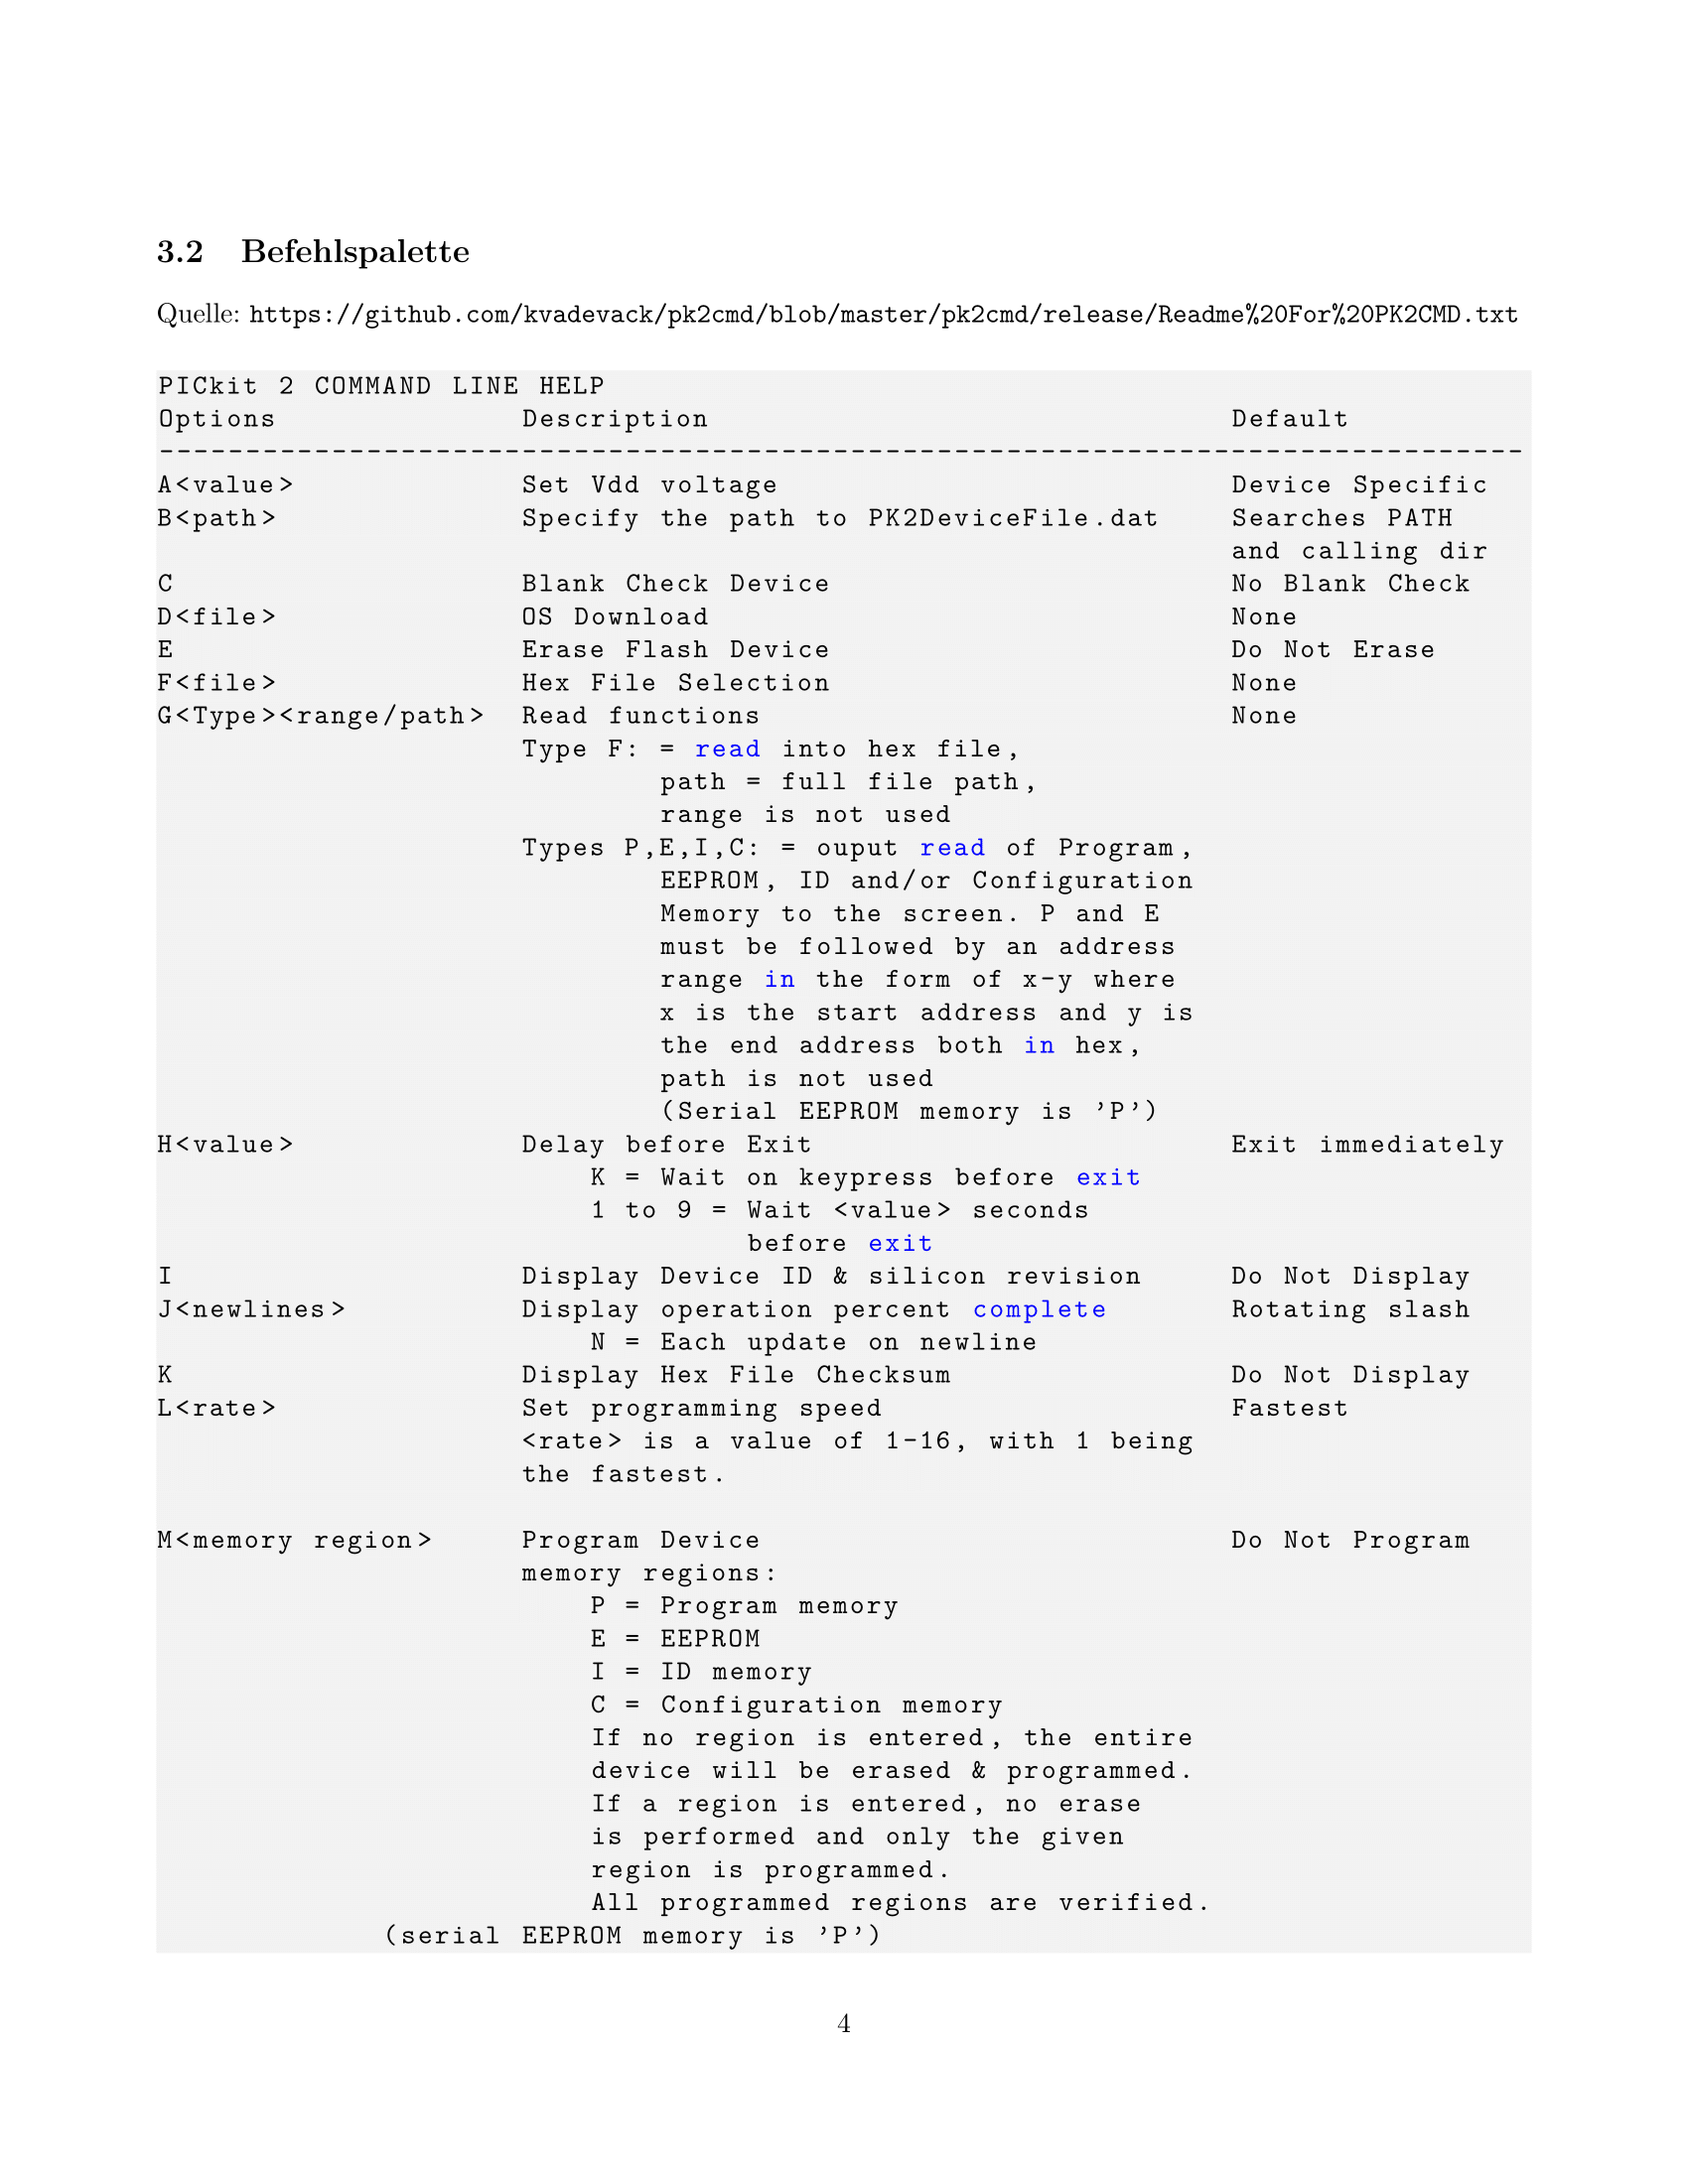 3.2 Befehlspalette
Quelle: https://github.com/kvadevack/pk2cmd/blob/master/pk2cmd/release/Readme%20For%20PK2CMD.txt
PICkit 2 COMMAND LINE HELP
Options              Description                              Default
-------------------------------------------------------------------------------
A<value>             Set Vdd voltage                          Device Specific
B<path>              Specify the path to PK2DeviceFile.dat    Searches PATH
                                                              and calling dir
C                    Blank Check Device                       No Blank Check
D<file>              OS Download                              None
E                    Erase Flash Device                       Do Not Erase
F<file>              Hex File Selection                       None
G<Type><range/path>  Read functions                           None
                     Type F: = read into hex file,
                             path = full file path,
                             range is not used
                     Types P,E,I,C: = ouput read of Program,
                             EEPROM, ID and/or Configuration
                             Memory to the screen. P and E
                             must be followed by an address
                             range in the form of x-y where
                             x is the start address and y is
                             the end address both in hex,
                             path is not used
                             (Serial EEPROM memory is 'P')
H<value>             Delay before Exit                        Exit immediately
                         K = Wait on keypress before exit
                         1 to 9 = Wait <value> seconds
                                  before exit
I                    Display Device ID & silicon revision     Do Not Display
J<newlines>          Display operation percent complete       Rotating slash
                         N = Each update on newline
K                    Display Hex File Checksum                Do Not Display
L<rate>              Set programming speed                    Fastest
                     <rate> is a value of 1-16, with 1 being
                     the fastest.
M<memory region>     Program Device                           Do Not Program
                     memory regions:
                         P = Program memory
                         E = EEPROM
                         I = ID memory
                         C = Configuration memory
                         If no region is entered, the entire
                         device will be erased & programmed.
                         If a region is entered, no erase
                         is performed and only the given
                         region is programmed.
                         All programmed regions are verified.
             (serial EEPROM memory is 'P')
4